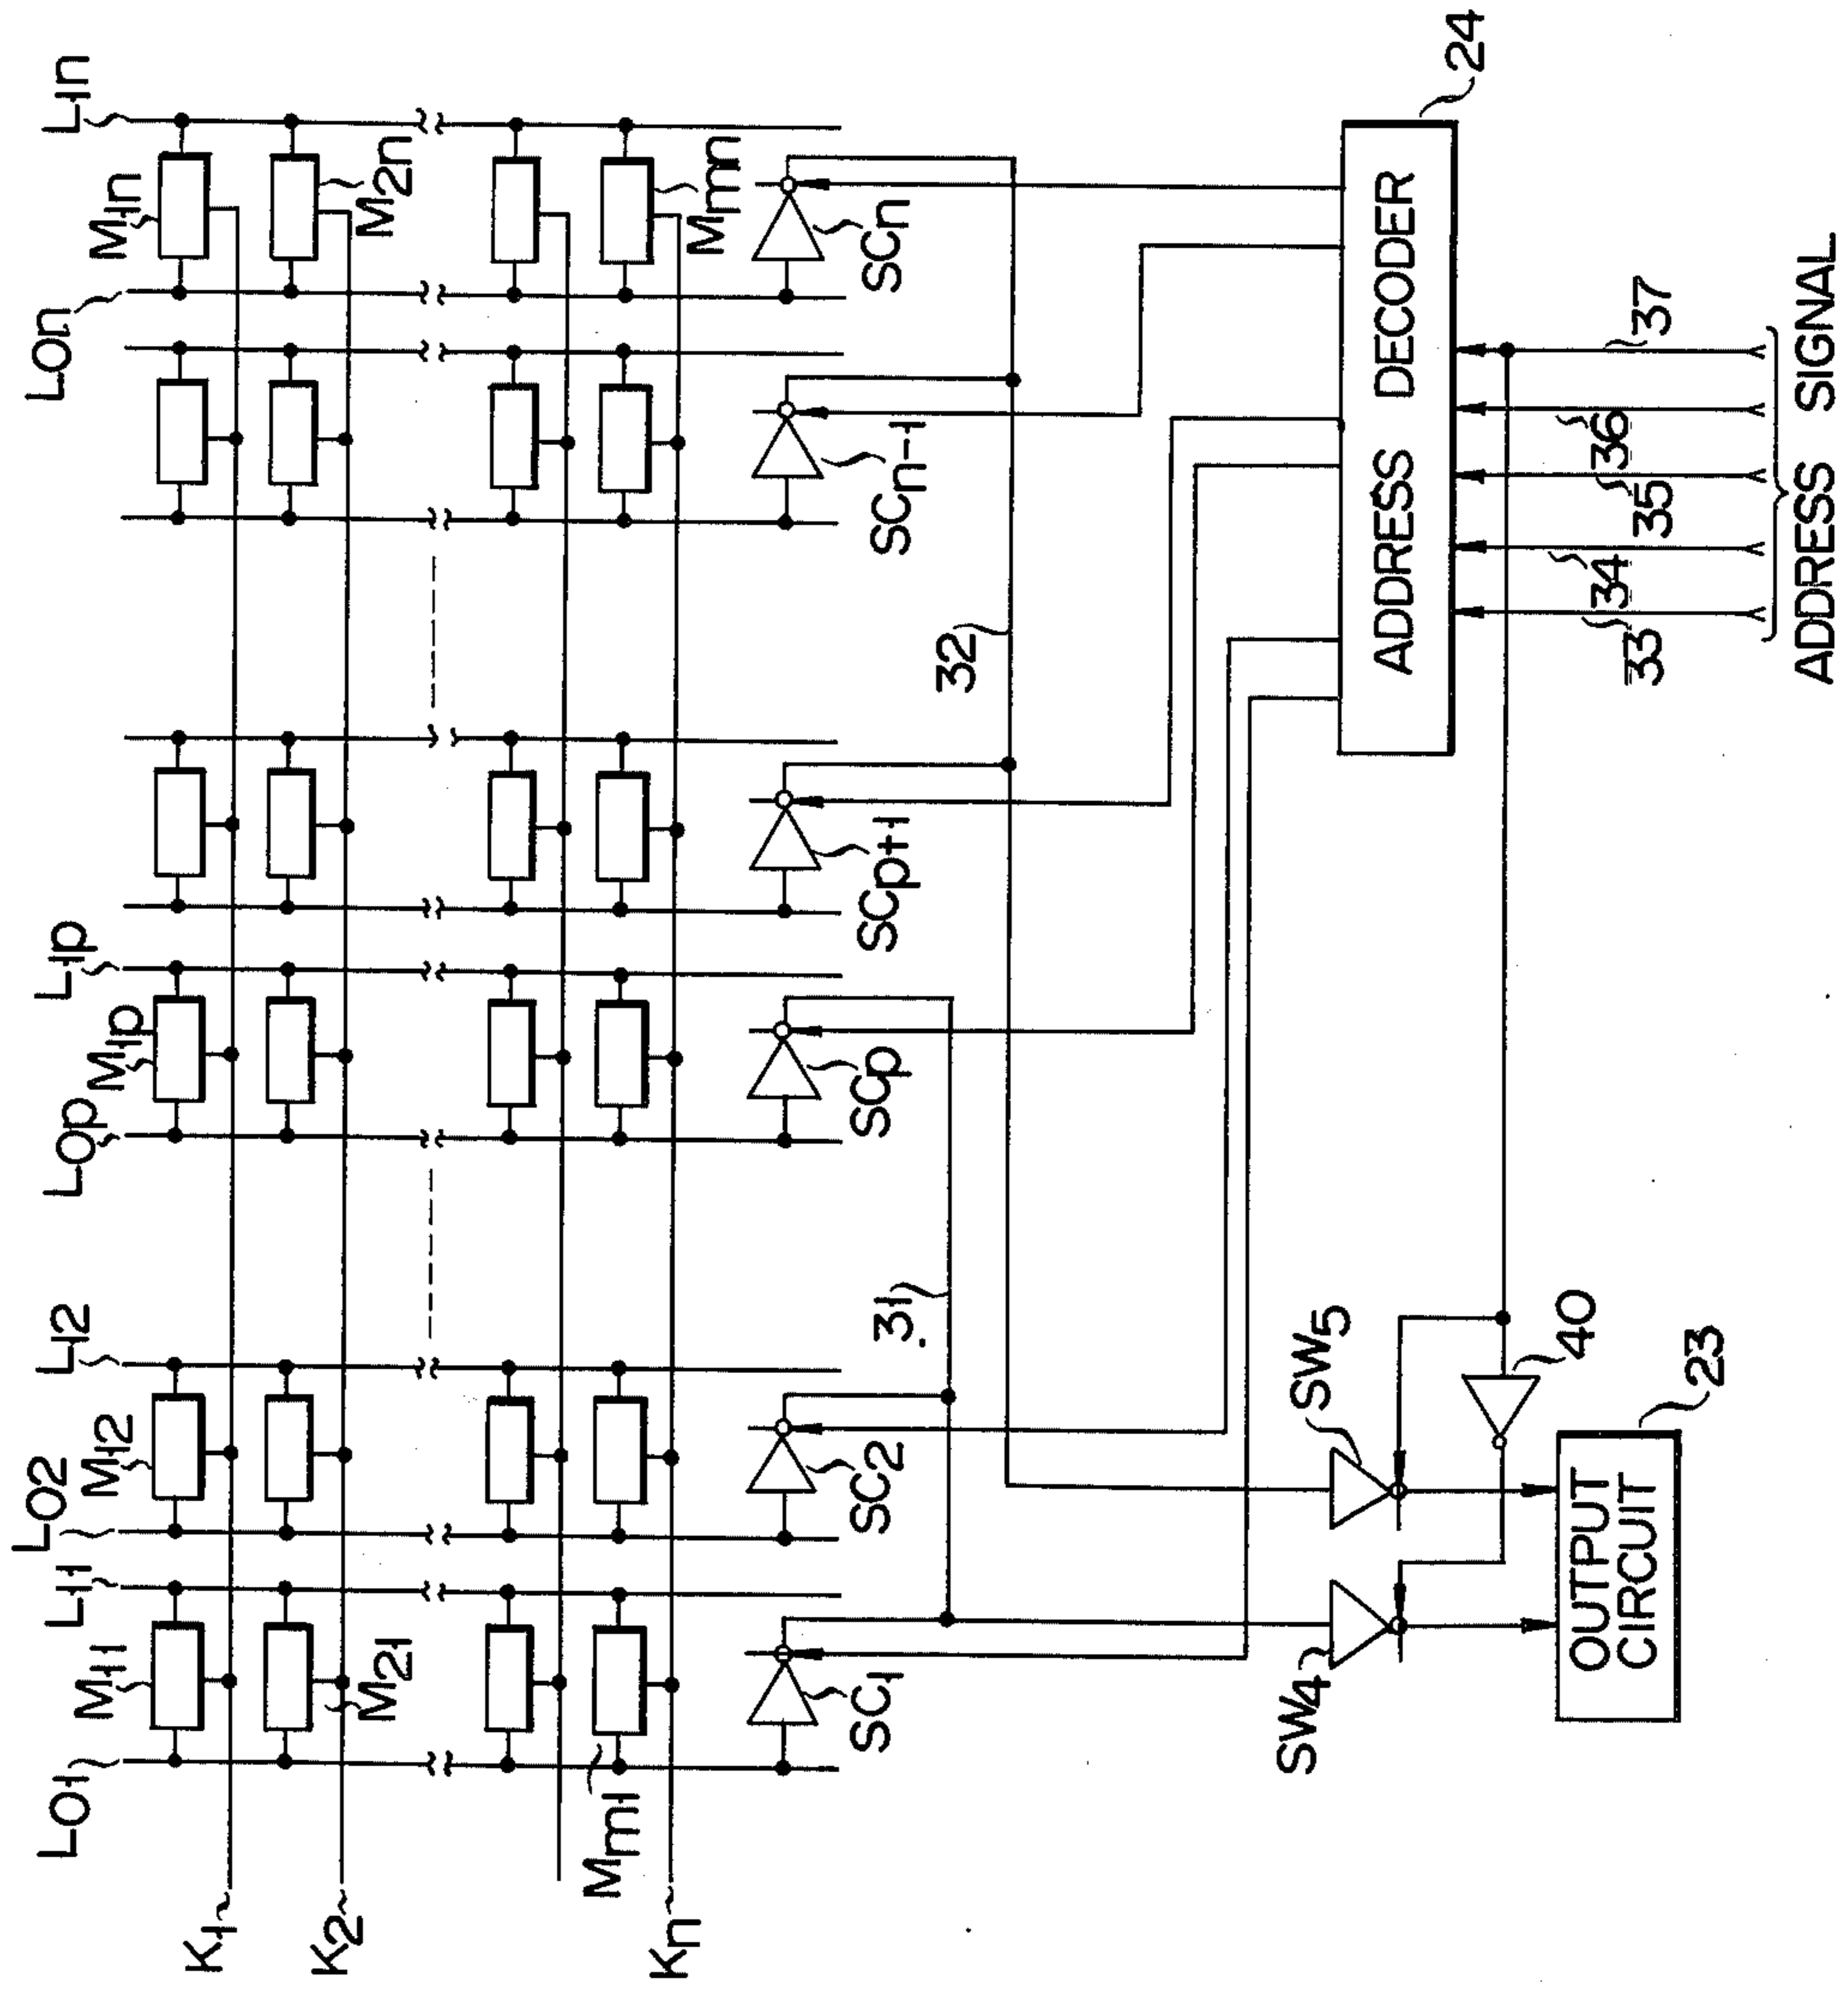 L01
L11
L02
L12
L0p
L1p
L0n
L1n
M11
M12
M1p
M1n
K1
M21
M2n
K2
Mm1
Mmn
Kn
SC1
SC2
SCp
SCp+1
SCn-1
SCn
31
32
SW4
SW5
40
ADDRESS DECODER
24
OUTPUT
CIRCUIT
23
33
34
35
36
37
ADDRESS SIGNAL